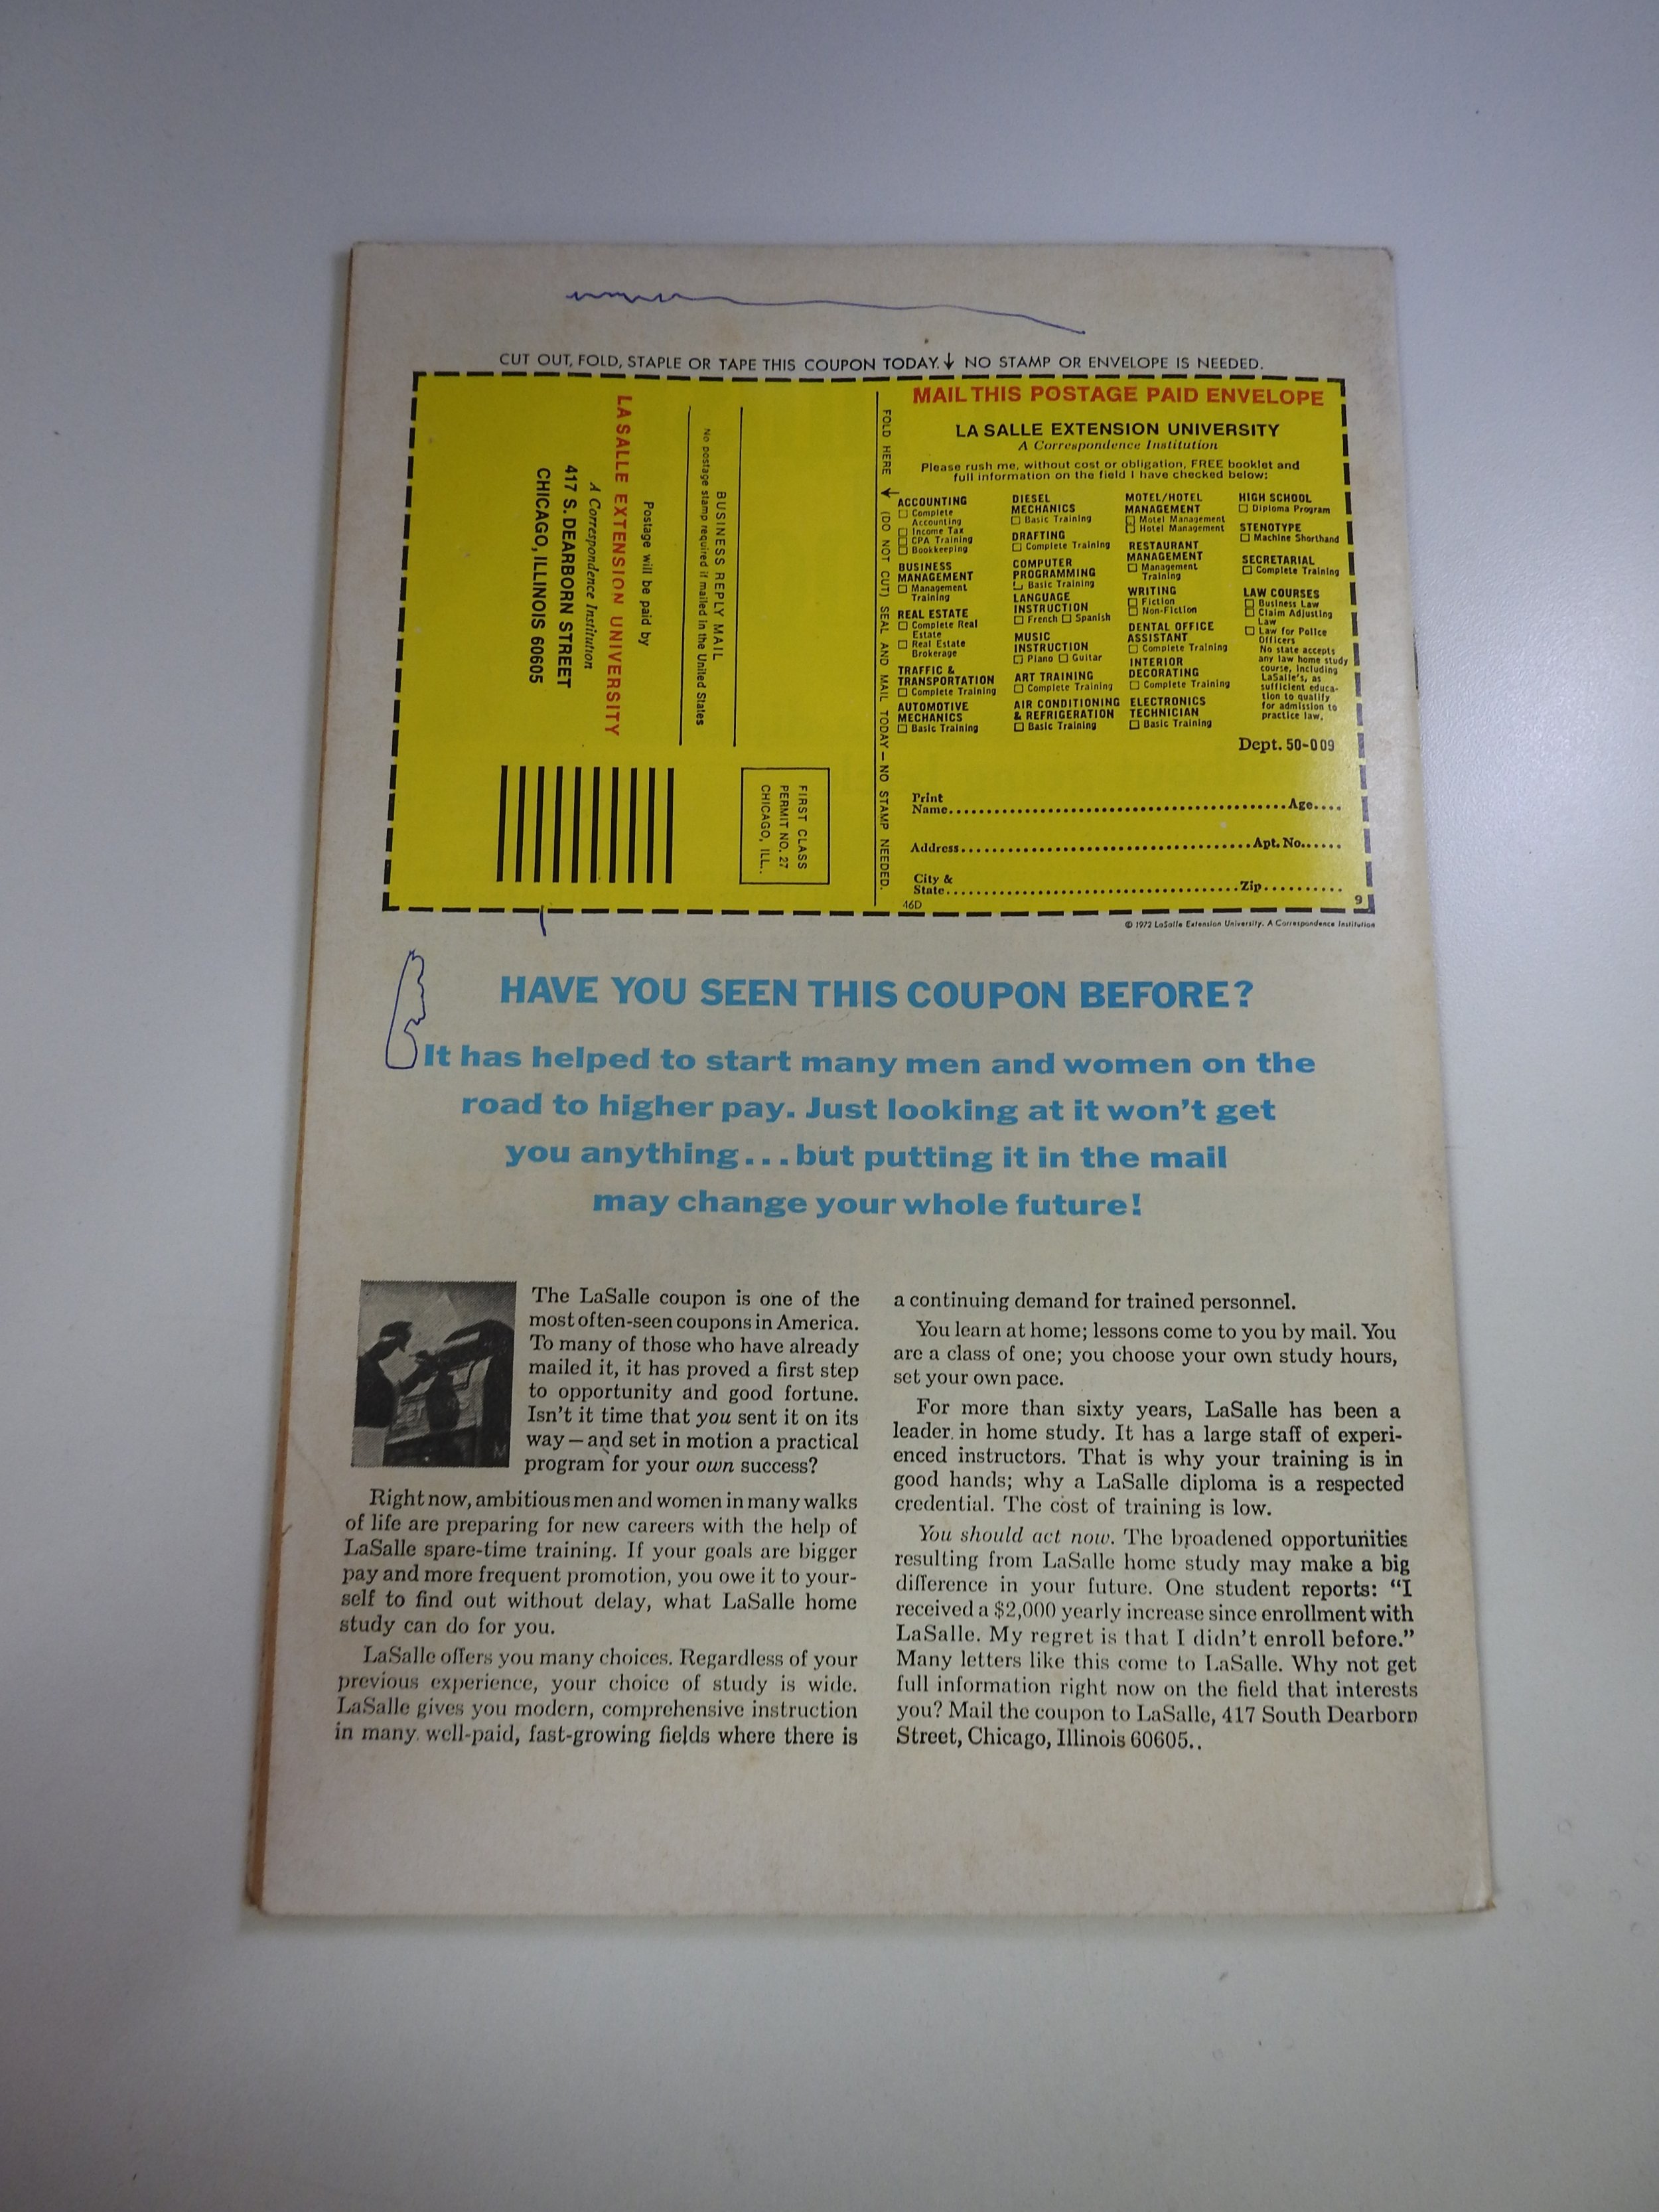 CUT OUT, FOLD, STAPLE OR TAPE THIS COUPON TODAY.↓ NO STAMP OR ENVELOPE IS NEEDED.
LA SALLE EXTENSION UNIVERSITY
A Correspondence Institution
417 S. DEARBORN STREET
CHICAGO, ILLINOIS 60605
Postage will be paid by
BUSINESS REPLY MAIL
No postage stamp required if mailed in the United States
FIRST CLASS
PERMIT NO. 27
CHICAGO, ILL..
FOLD HERE (DO NOT CUT) SEAL AND MAIL TODAY — NO STAMP NEEDED.
MAIL THIS POSTAGE PAID ENVELOPE
LA SALLE EXTENSION UNIVERSITY
A Correspondence Institution
Please rush me, without cost or obligation, FREE booklet and
full information on the field I have checked below:
ACCOUNTING
☐ Complete
Accounting
☐ Income Tax
☐ CPA Training
☐ Bookkeeping
BUSINESS
MANAGEMENT
☐ Management
Training
REAL ESTATE
☐ Complete Real
Estate
☐ Real Estate
Brokerage
TRAFFIC &
TRANSPORTATION
☐ Complete Training
AUTOMOTIVE
MECHANICS
☐ Basic Training
DIESEL
MECHANICS
☐ Basic Training
DRAFTING
☐ Complete Training
COMPUTER
PROGRAMMING
☐ Basic Training
LANGUAGE
INSTRUCTION
☐ French ☐ Spanish
MUSIC
INSTRUCTION
☐ Piano ☐ Guitar
ART TRAINING
☐ Complete Training
AIR CONDITIONING
& REFRIGERATION
☐ Basic Training
MOTEL/HOTEL
MANAGEMENT
☐ Motel Management
☐ Hotel Management
RESTAURANT
MANAGEMENT
☐ Management
Training
WRITING
☐ Fiction
☐ Non-Fiction
DENTAL OFFICE
ASSISTANT
☐ Complete Training
INTERIOR
DECORATING
☐ Complete Training
ELECTRONICS
TECHNICIAN
☐ Basic Training
HIGH SCHOOL
☐ Diploma Program
STENOTYPE
☐ Machine Shorthand
SECRETARIAL
☐ Complete Training
LAW COURSES
☐ Business Law
☐ Claim Adjusting
Law
☐ Law for Police
Officers
No state accepts
any law home study
course, including
LaSalle's, as
sufficient educa-
tion to qualify
for admission to
practice law.
Dept. 50-009
Print
Name Age
Address Apt. No.
City &
State Zip
46D 9
© 1972 LaSalle Extension University. A Correspondence Institution
HAVE YOU SEEN THIS COUPON BEFORE?
It has helped to start many men and women on the
road to higher pay. Just looking at it won't get
you anything...but putting it in the mail
may change your whole future!
The LaSalle coupon is one of the
most often-seen coupons in America.
To many of those who have already
mailed it, it has proved a first step
to opportunity and good fortune.
Isn't it time that you sent it on its
way—and set in motion a practical
program for your own success?
Right now, ambitious men and women in many walks
of life are preparing for new careers with the help of
LaSalle spare-time training. If your goals are bigger
pay and more frequent promotion, you owe it to your-
self to find out without delay, what LaSalle home
study can do for you.
LaSalle offers you many choices. Regardless of your
previous experience, your choice of study is wide.
LaSalle gives you modern, comprehensive instruction
in many well-paid, fast-growing fields where there is
a continuing demand for trained personnel.
You learn at home; lessons come to you by mail. You
are a class of one; you choose your own study hours,
set your own pace.
For more than sixty years, LaSalle has been a
leader in home study. It has a large staff of experi-
enced instructors. That is why your training is in
good hands; why a LaSalle diploma is a respected
credential. The cost of training is low.
You should act now. The broadened opportunities
resulting from LaSalle home study may make a big
difference in your future. One student reports: "I
received a $2,000 yearly increase since enrollment with
LaSalle. My regret is that I didn't enroll before."
Many letters like this come to LaSalle. Why not get
full information right now on the field that interests
you? Mail the coupon to LaSalle, 417 South Dearborn
Street, Chicago, Illinois 60605..